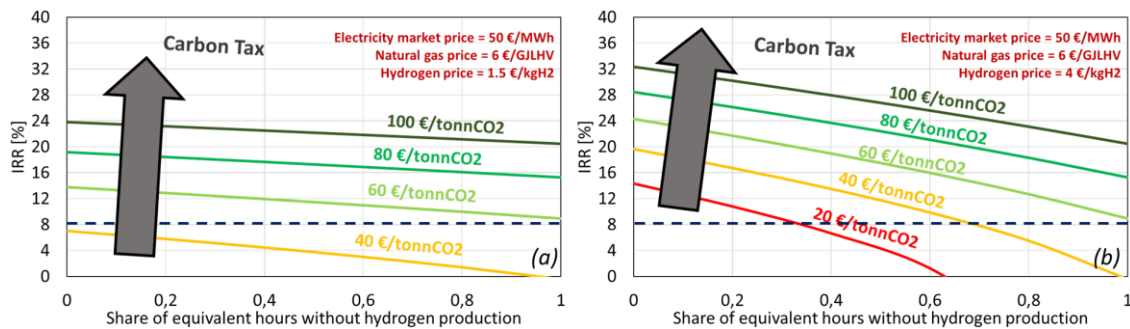 40
36
32
28
24
20
16
12
8
4
0
IRR [%]
Carbon Tax
Electricity market price = 50 €/MWh
Natural gas price = 6 €/GJLHV
Hydrogen price = 1.5 €/kgH2
100 €/tonnCO2
80 €/tonnCO2
60 €/tonnCO2
40 €/tonnCO2
(a)
0
0,2
0,4
0,6
0,8
1
Share of equivalent hours without hydrogen production
40
36
32
28
24
20
16
12
8
4
0
IRR [%]
Carbon Tax
Electricity market price = 50 €/MWh
Natural gas price = 6 €/GJLHV
Hydrogen price = 4 €/kgH2
100 €/tonnCO2
80 €/tonnCO2
60 €/tonnCO2
40 €/tonnCO2
20 €/tonnCO2
(b)
0
0,2
0,4
0,6
0,8
1
Share of equivalent hours without hydrogen production